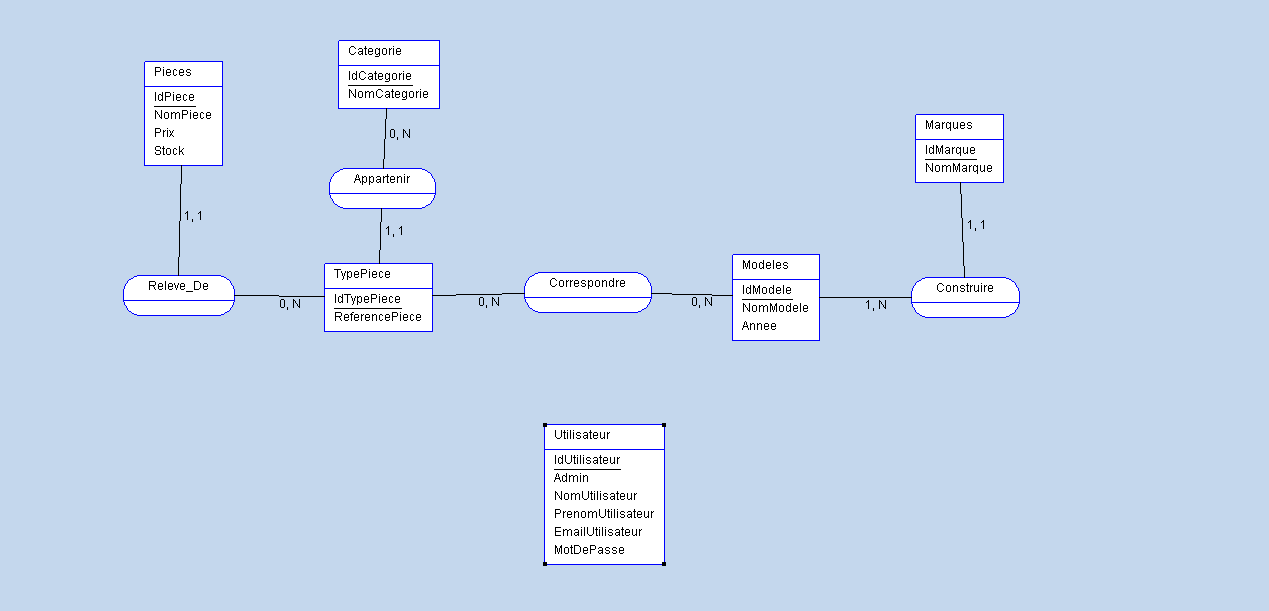 Categorie
IdCategorie
NomCategorie
Pieces
IdPiece
NomPiece
Prix
Stock
0, N
Appartenir
1, 1
1, 1
Releve_De
0, N
TypePiece
IdTypePiece
ReferencePiece
0, N
Correspondre
0, N
Modeles
IdModele
NomModele
Annee
1, N
Construire
1, 1
Marques
IdMarque
NomMarque
Utilisateur
IdUtilisateur
Admin
NomUtilisateur
PrenomUtilisateur
EmailUtilisateur
MotDePasse